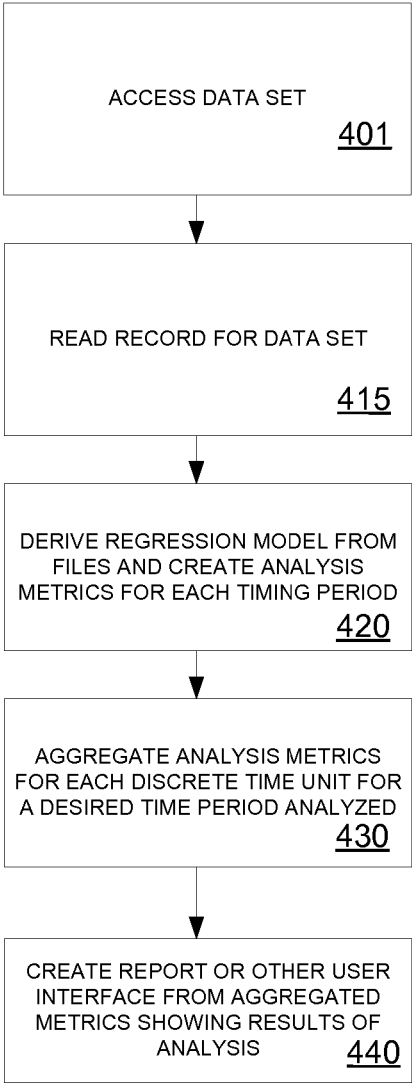 ACCESS DATA SET
401
READ RECORD FOR DATA SET
415
DERIVE REGRESSION MODEL FROM
FILES AND CREATE ANALYSIS
METRICS FOR EACH TIMING PERIOD
420
AGGREGATE ANALYSIS METRICS
FOR EACH DISCRETE TIME UNIT FOR
A DESIRED TIME PERIOD ANALYZED
430
CREATE REPORT OR OTHER USER
INTERFACE FROM AGGREGATED
METRICS SHOWING RESULTS OF
ANALYSIS
440